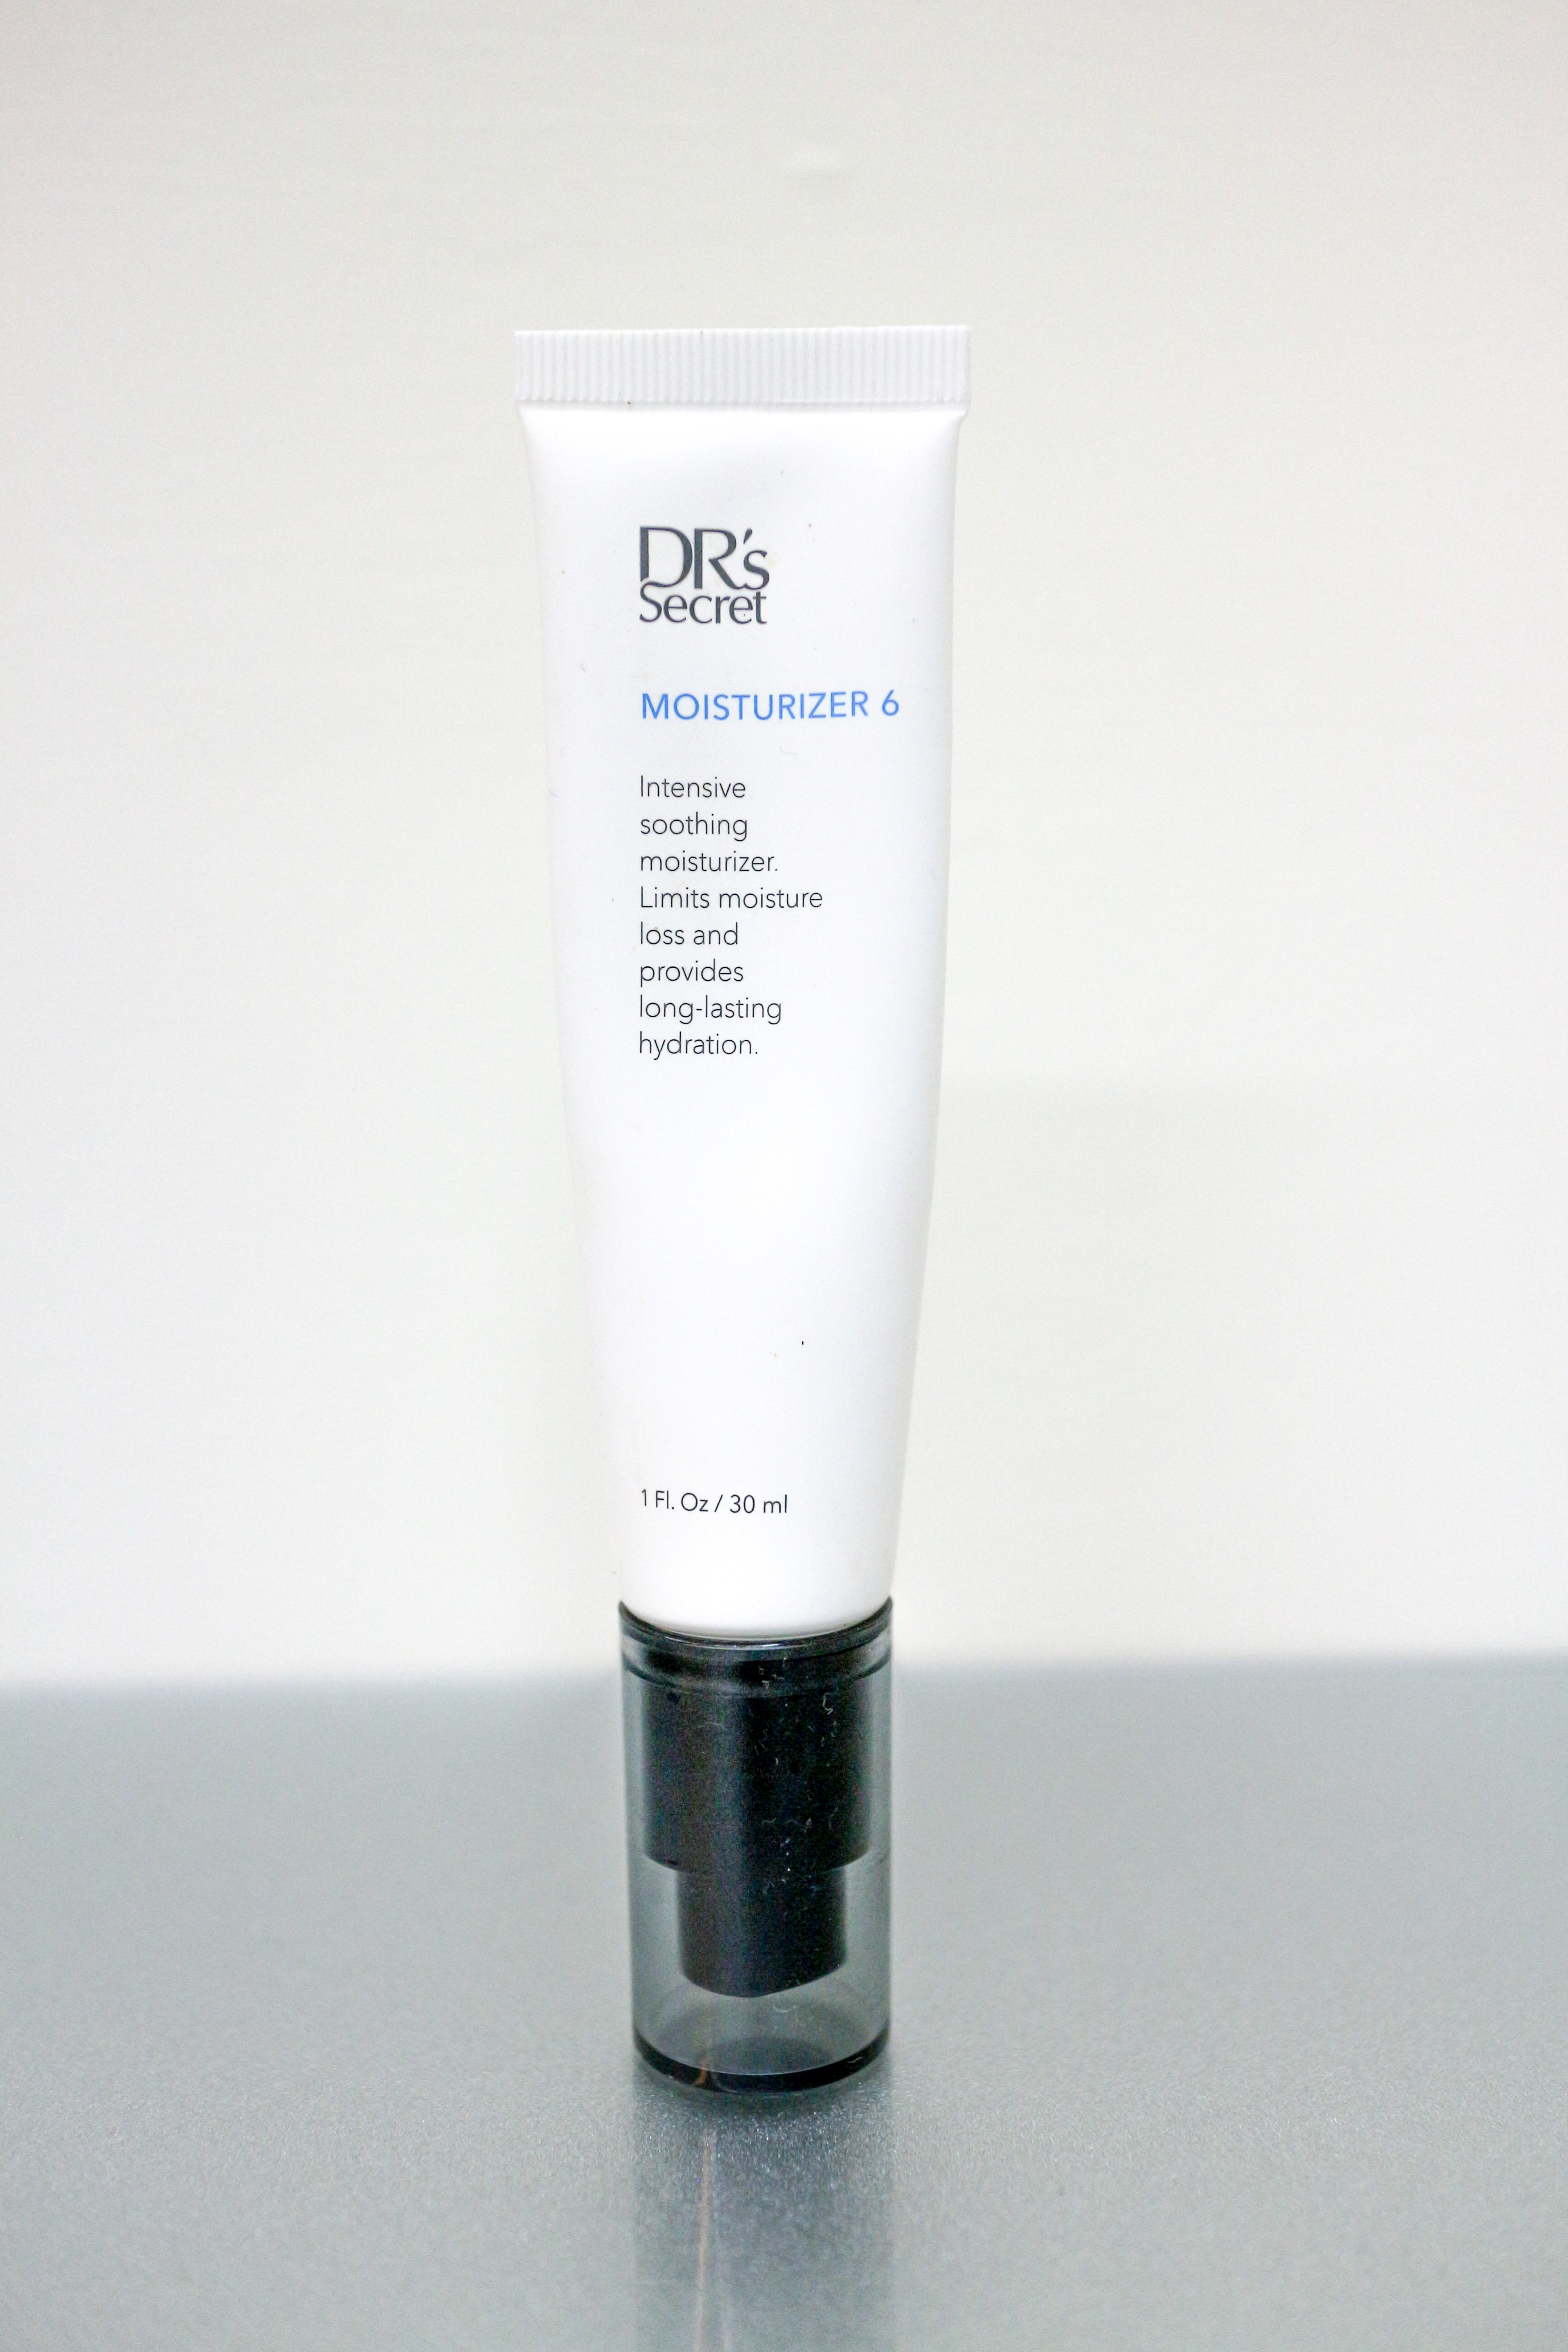 DR's
Secret
MOISTURIZER 6
Intensive
soothing
moisturizer.
Limits moisture
loss and
provides
long-lasting
hydration.
1 Fl. Oz / 30 ml